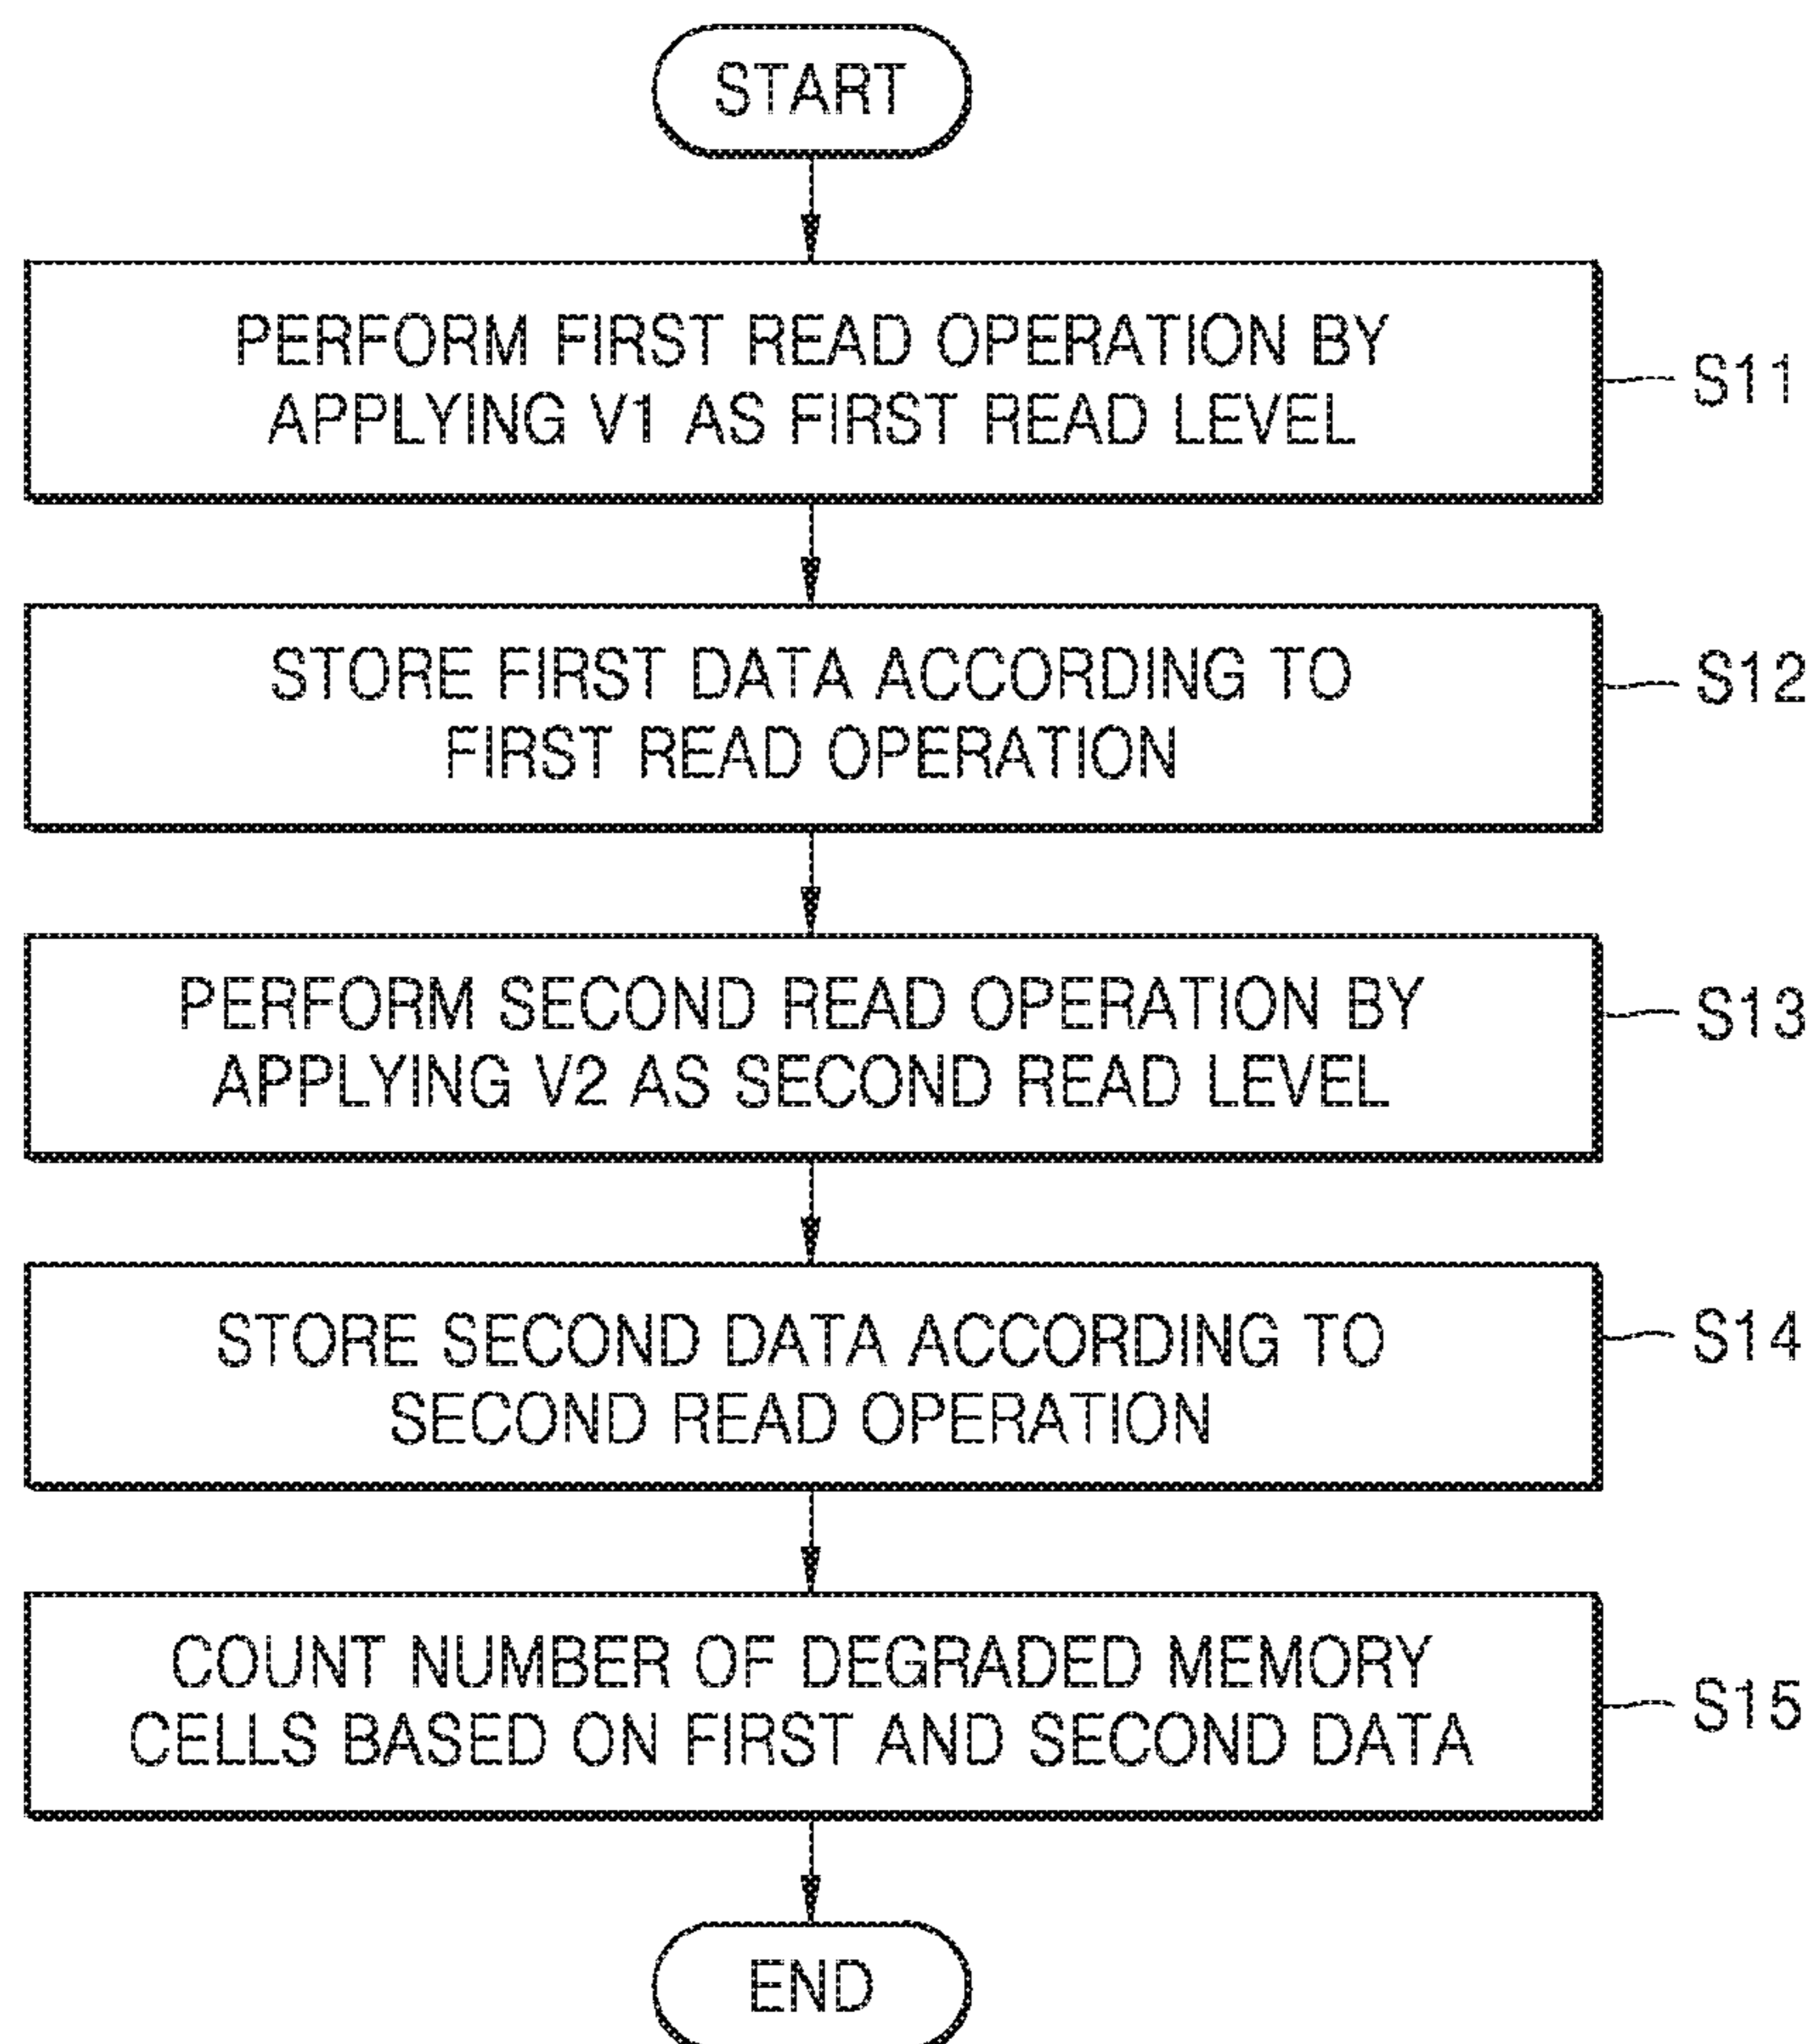 START
PERFORM FIRST READ OPERATION BY
APPLYING V1 AS FIRST READ LEVEL
S11
STORE FIRST DATA ACCORDING TO
FIRST READ OPERATION
S12
PERFORM SECOND READ OPERATION BY
APPLYING V2 AS SECOND READ LEVEL
S13
STORE SECOND DATA ACCORDING TO
SECOND READ OPERATION
S14
COUNT NUMBER OF DEGRADED MEMORY
CELLS BASED ON FIRST AND SECOND DATA
S15
END